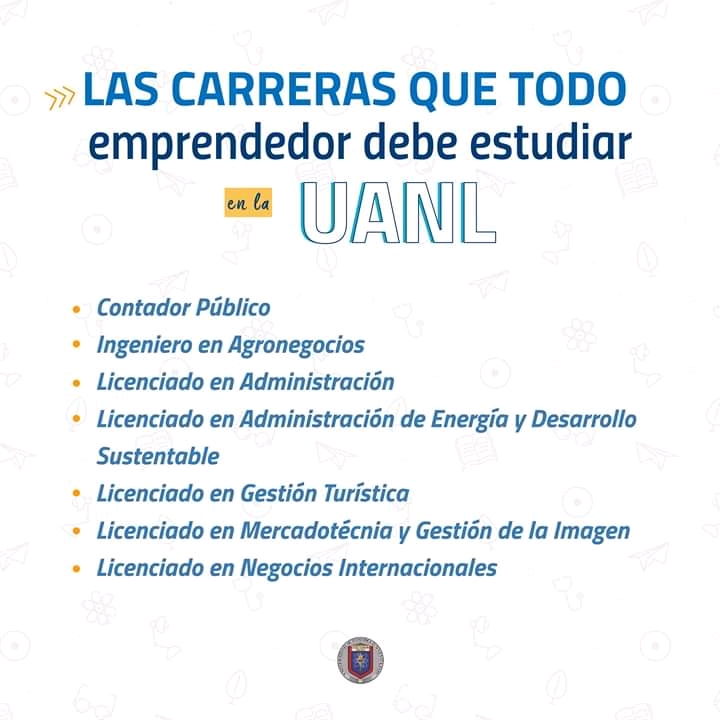 LAS CARRERAS QUE TODO
emprendedor debe estudiar
en la UANL
Contador Público
Ingeniero en Agronegocios
Licenciado en Administración
Licenciado en Administración de Energía y Desarrollo
Sustentable
Licenciado en Gestión Turística
Licenciado en Mercadotécnia y Gestión de la Imagen
Licenciado en Negocios Internacionales